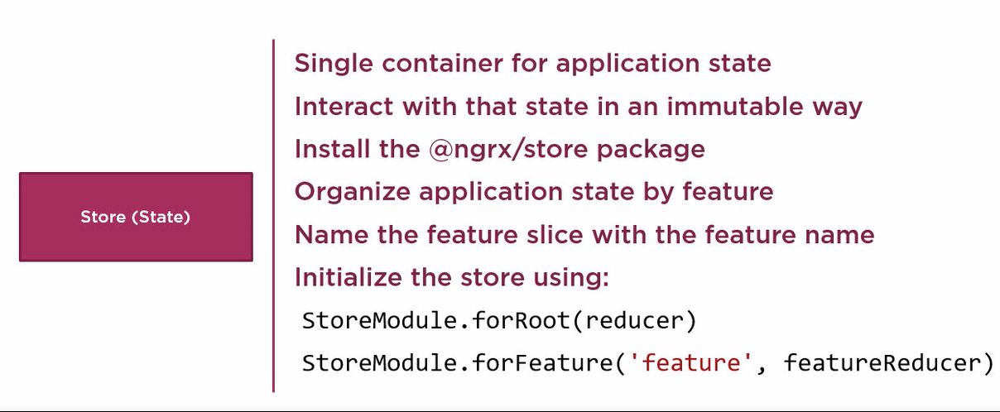 Store (State)
Single container for application state
Interact with that state in an immutable way
Install the @ngrx/store package
Organize application state by feature
Name the feature slice with the feature name
Initialize the store using:
StoreModule.forRoot(reducer)
StoreModule.forFeature('feature', featureReducer)